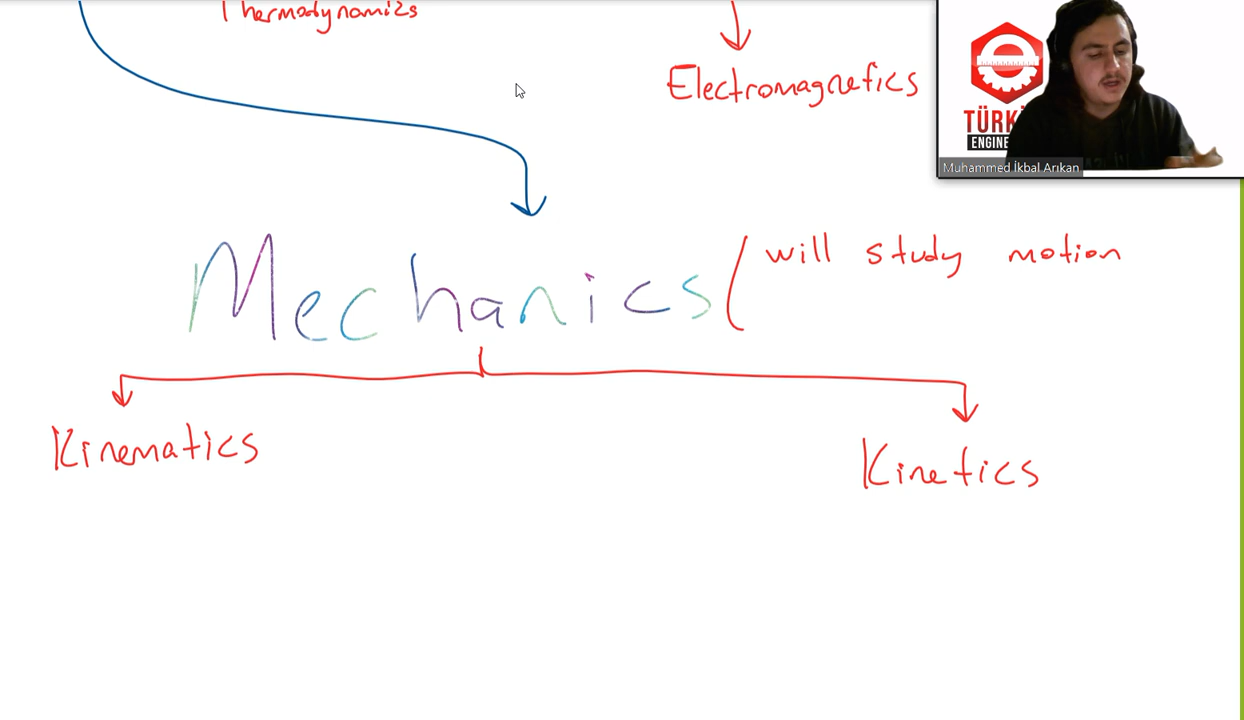 Thermodynamics
Electromagnetics
TÜRK
ENGINE
Muhammed İkbal Arıkan
Mechanics ( will study motion
Kinematics
Kinetics